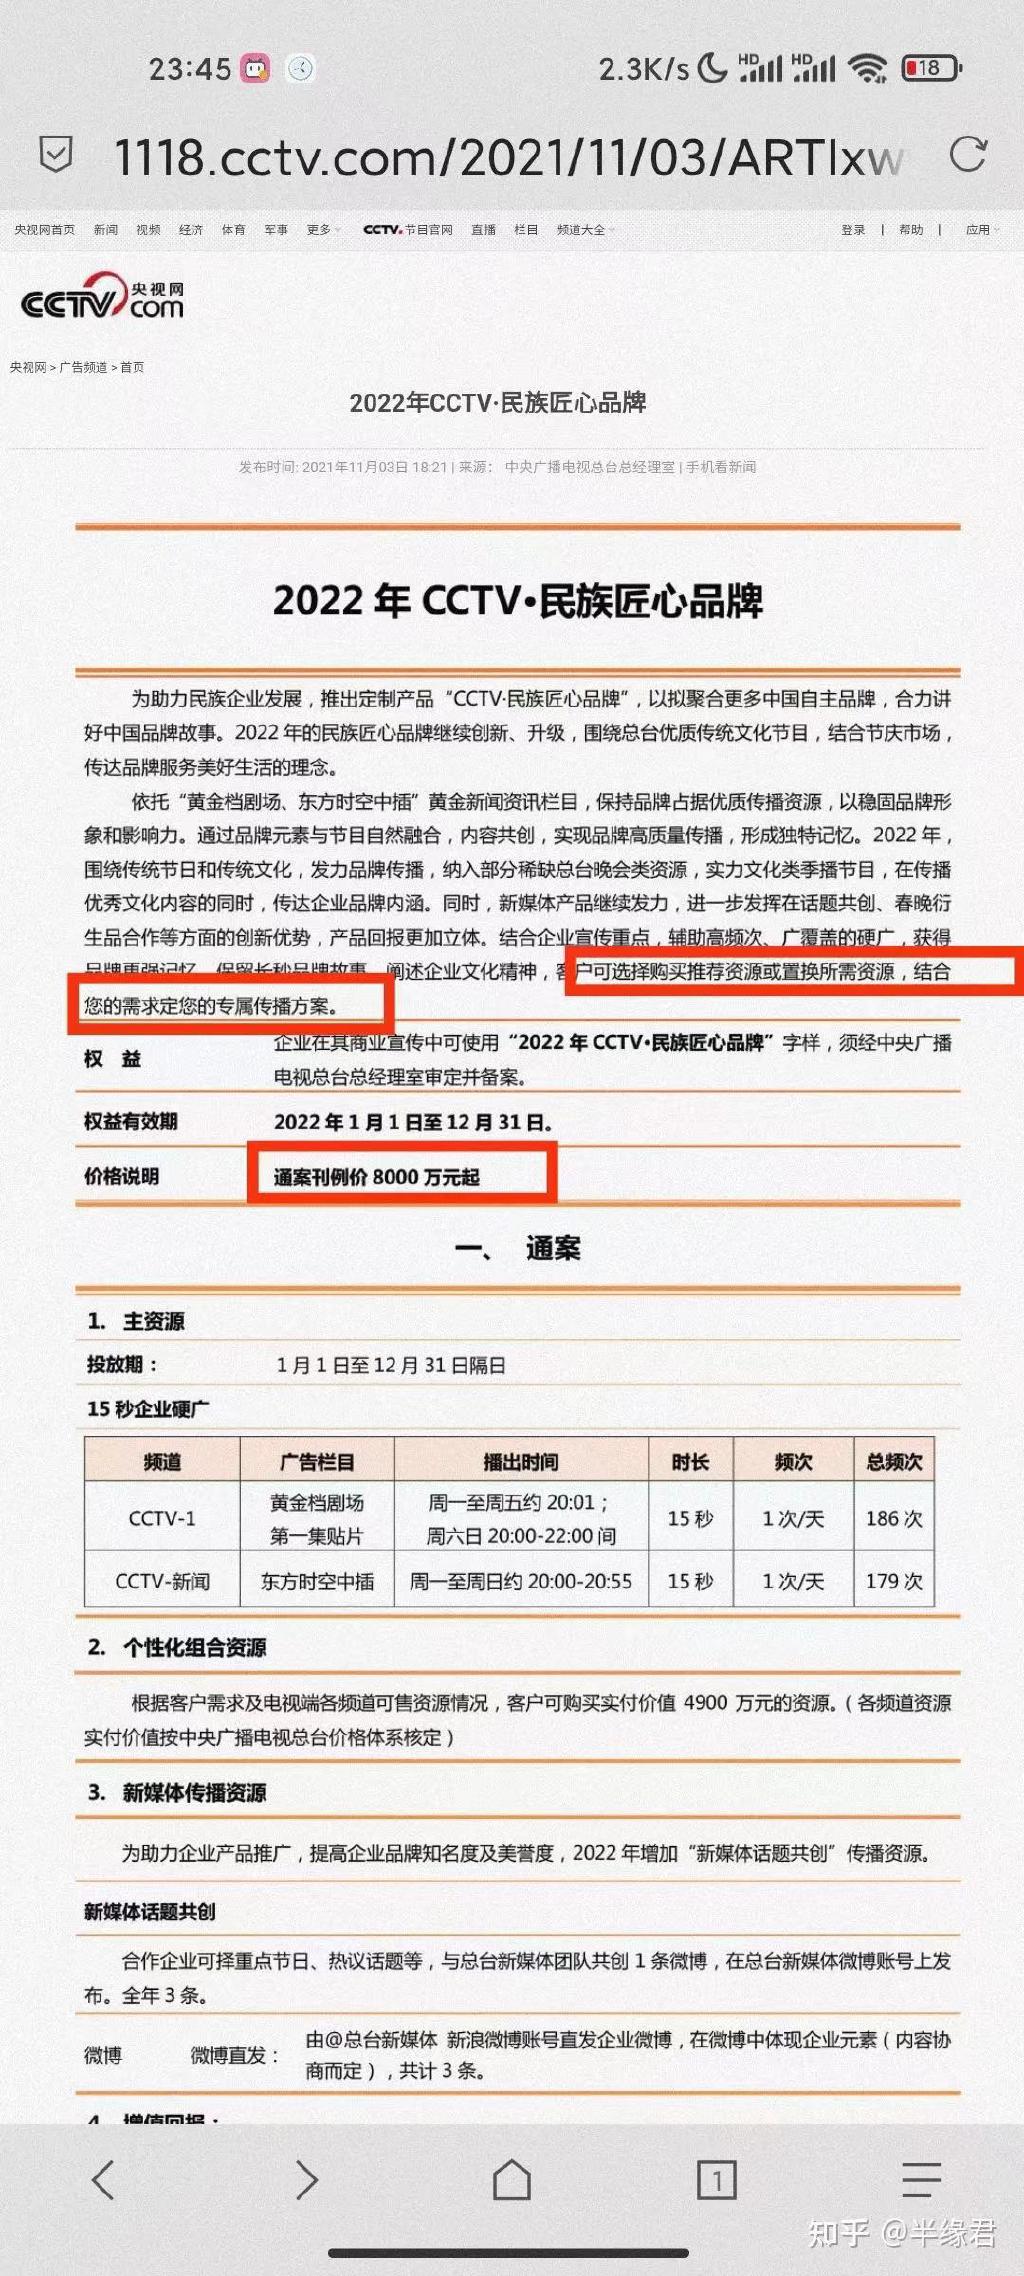 23:45
2.3K/s HD HD 18
1118.cctv.com/2021/11/03/ARTIxw
央视网首页 新闻 视频 经济 体育 军事 更多 CCTV.节目官网 直播 栏目 频道大全 登录 | 帮助 | 应用
CCTV央视网com
央视网 > 广告频道 > 首页
2022年CCTV·民族匠心品牌
发布时间: 2021年11月03日 18:21 | 来源： 中央广播电视总台总经理室 | 手机看新闻
2022 年 CCTV·民族匠心品牌
为助力民族企业发展，推出定制产品“CCTV·民族匠心品牌”，以拟聚合更多中国自主品牌，合力讲
好中国品牌故事。2022 年的民族匠心品牌继续创新、升级，围绕总台优质传统文化节目，结合节庆市场，
传达品牌服务美好生活的理念。
依托“黄金档剧场、东方时空中插”黄金新闻资讯栏目，保持品牌占据优质传播资源，以稳固品牌形
象和影响力。通过品牌元素与节目自然融合，内容共创，实现品牌高质量传播，形成独特记忆。2022 年，
围绕传统节日和传统文化，发力品牌传播，纳入部分稀缺总台晚会类资源，实力文化类季播节目，在传播
优秀文化内容的同时，传达企业品牌内涵。同时，新媒体产品继续发力，进一步发挥在话题共创、春晚衍
生品合作等方面的创新优势，产品回报更加立体。结合企业宣传重点，辅助高频次、广覆盖的硬广，获得
品牌更强记忆，保留长秒品牌故事，阐述企业文化精神，客户可选择购买推荐资源或置换所需资源，结合
您的需求定您的专属传播方案。
权 益 企业在其商业宣传中可使用“2022 年 CCTV·民族匠心品牌”字样，须经中央广播
电视总台总经理室审定并备案。
权益有效期 2022 年 1 月 1 日至 12 月 31 日。
价格说明 通案刊例价 8000 万元起
一、 通案
1. 主资源
投放期： 1 月 1 日至 12 月 31 日隔日
15 秒企业硬广
频道 广告栏目 播出时间 时长 频次 总频次
CCTV-1 黄金档剧场第一集贴片 周一至周五约 20:01；周六日 20:00-22:00 间 15 秒 1 次/天 186 次
CCTV-新闻 东方时空中插 周一至周日约 20:00-20:55 15 秒 1 次/天 179 次
2. 个性化组合资源
根据客户需求及电视端各频道可售资源情况，客户可购买实付价值 4900 万元的资源。（各频道资源
实付价值按中央广播电视总台价格体系核定）
3. 新媒体传播资源
为助力企业产品推广，提高企业品牌知名度及美誉度，2022 年增加“新媒体话题共创”传播资源。
新媒体话题共创
合作企业可择重点节日、热议话题等，与总台新媒体团队共创 1 条微博，在总台新媒体微博账号上发
布。全年 3 条。
微博 微博直发： 由@总台新媒体 新浪微博账号直发企业微博，在微博中体现企业元素（内容协
商而定），共计 3 条。
4. 增值回报：
1
知乎 @半缘君